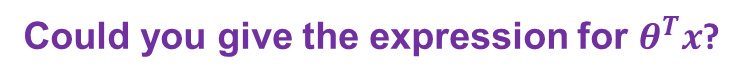 Could you give the expression for θᵀx?